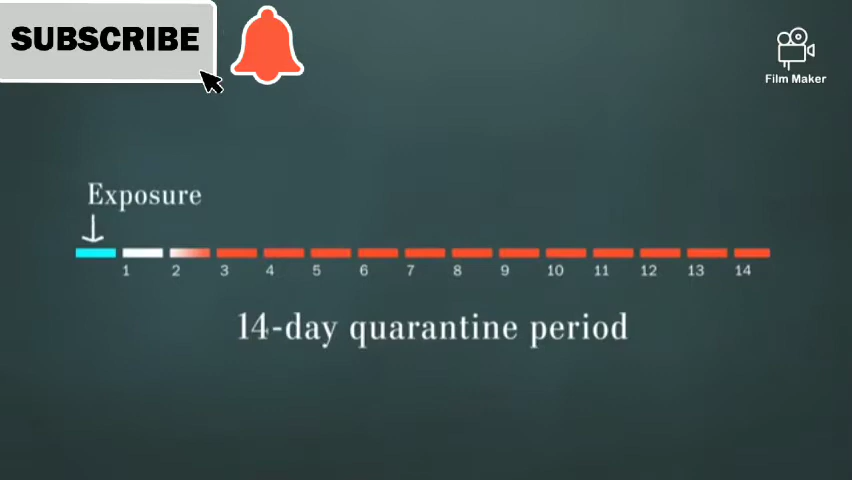 SUBSCRIBE
Film Maker
Exposure
1 2 3 4 5 6 7 8 9 10 11 12 13 14
14-day quarantine period